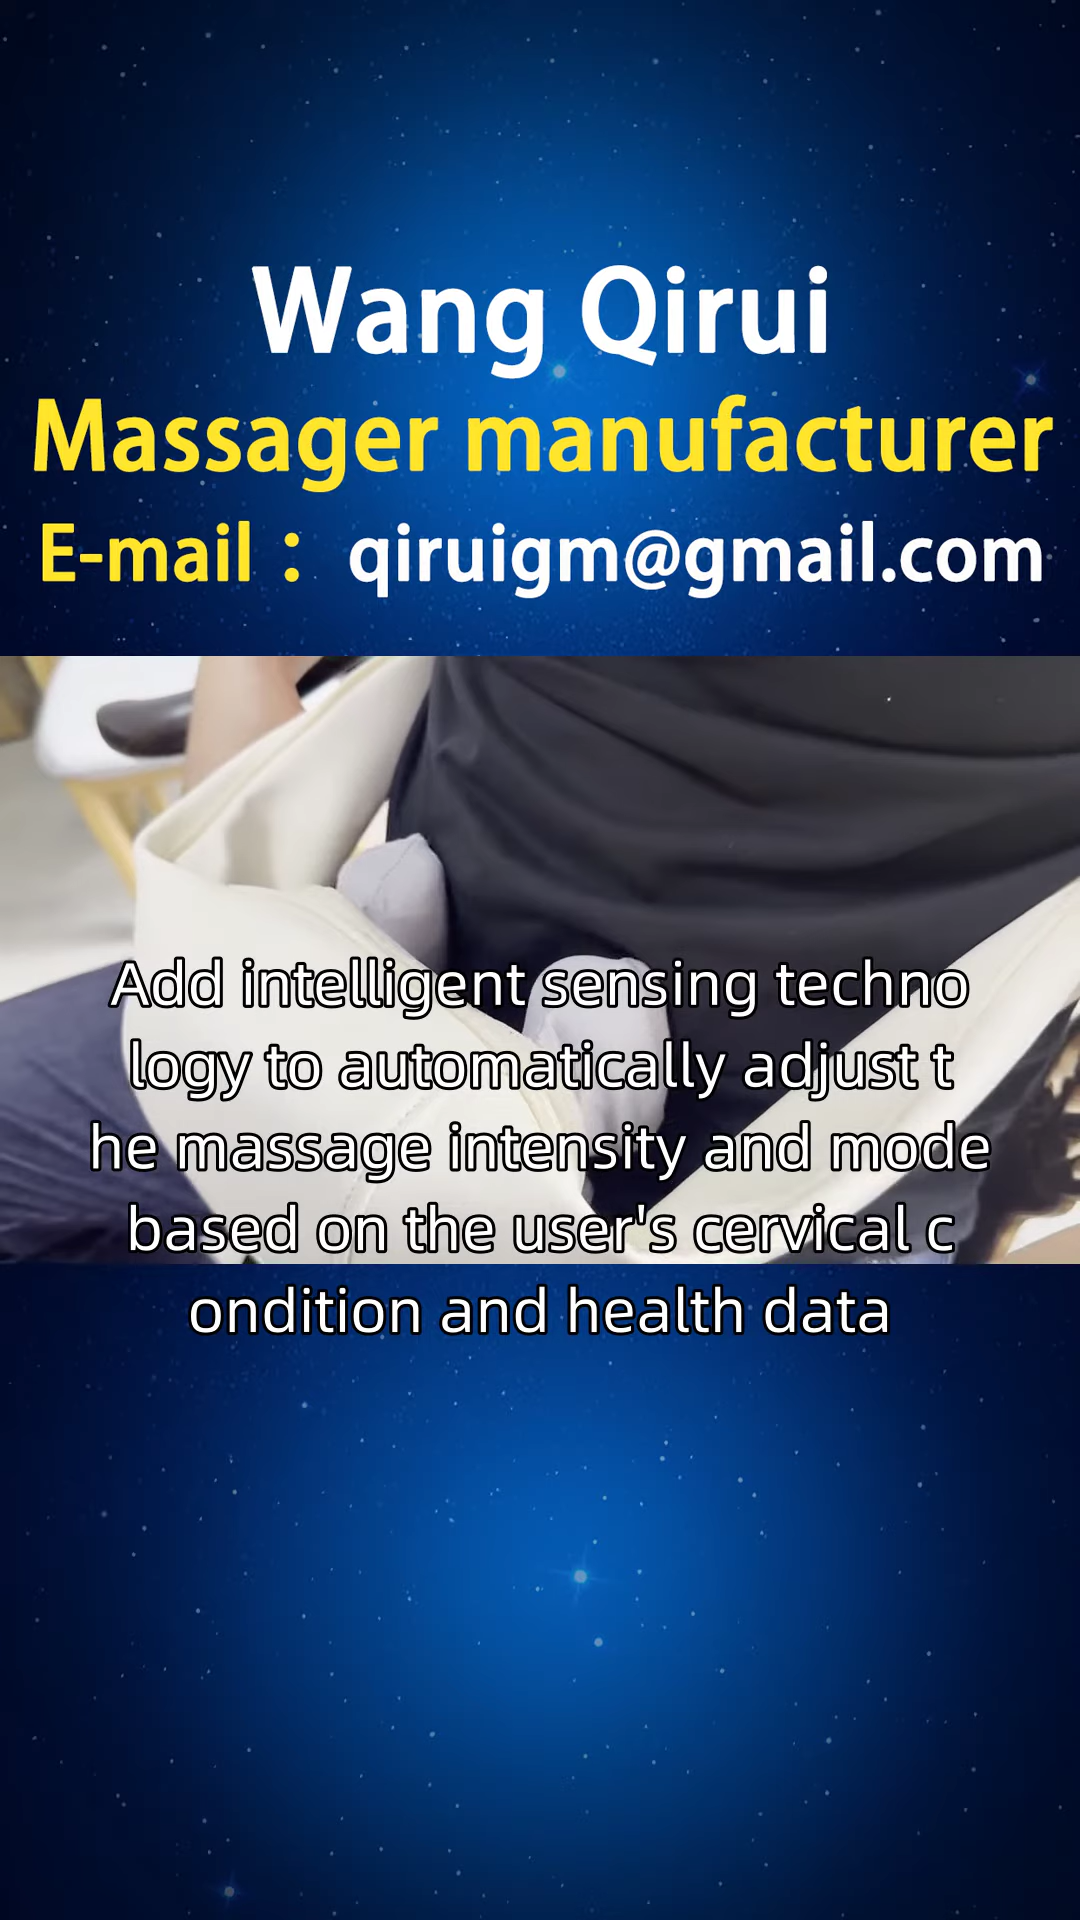 Wang Qirui
Massager manufacturer
E-mail： qiruigm@gmail.com
Add intelligent sensing techno
logy to automatically adjust t
he massage intensity and mode
based on the user's cervical c
ondition and health data